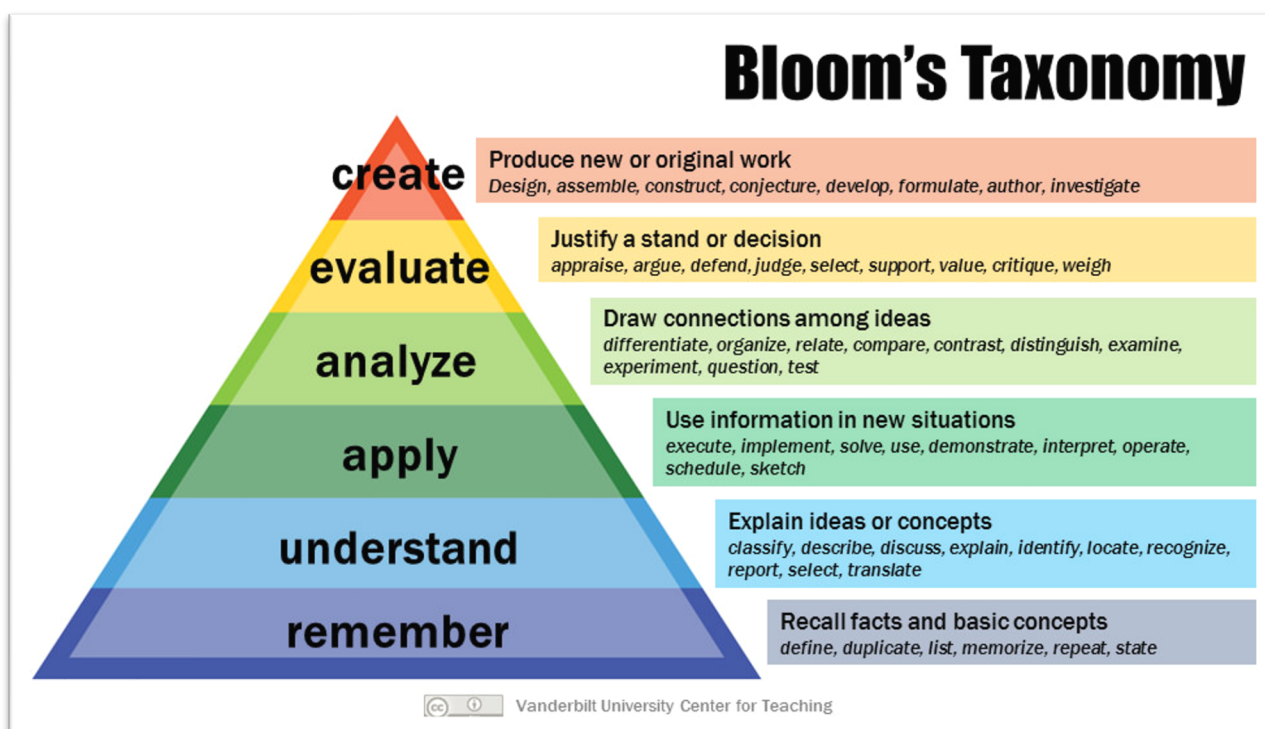 Bloom's Taxonomy
create
Produce new or original work
Design, assemble, construct, conjecture, develop, formulate, author, investigate
evaluate
Justify a stand or decision
appraise, argue, defend, judge, select, support, value, critique, weigh
analyze
Draw connections among ideas
differentiate, organize, relate, compare, contrast, distinguish, examine,
experiment, question, test
apply
Use information in new situations
execute, implement, solve, use, demonstrate, interpret, operate,
schedule, sketch
understand
Explain ideas or concepts
classify, describe, discuss, explain, identify, locate, recognize,
report, select, translate
remember
Recall facts and basic concepts
define, duplicate, list, memorize, repeat, state
cc Vanderbilt University Center for Teaching